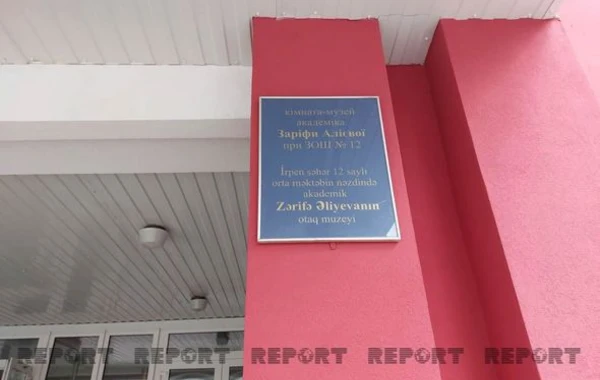 кімната-музей
академіка
Заріфи Алієвої
при ЗОШ № 12
İrpen şəhər 12 saylı
orta məktəbin nəzdində
akademik
Zərifə Əliyevanın
otaq muzeyi
REPORT REPORT REPORT REPORT REPORT